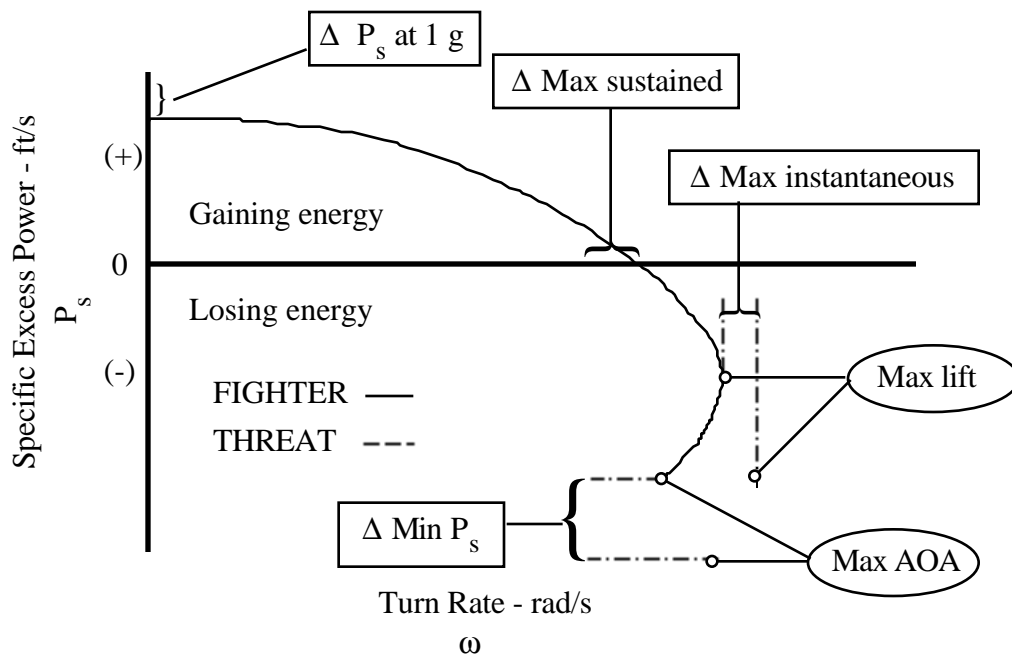 Δ P_s at 1 g
Δ Max sustained
Δ Max instantaneous
Specific Excess Power - ft/s
P_s
(+)
0
(-)
Gaining energy
Losing energy
FIGHTER
THREAT
Max lift
Δ Min P_s
Max AOA
Turn Rate - rad/s
ω